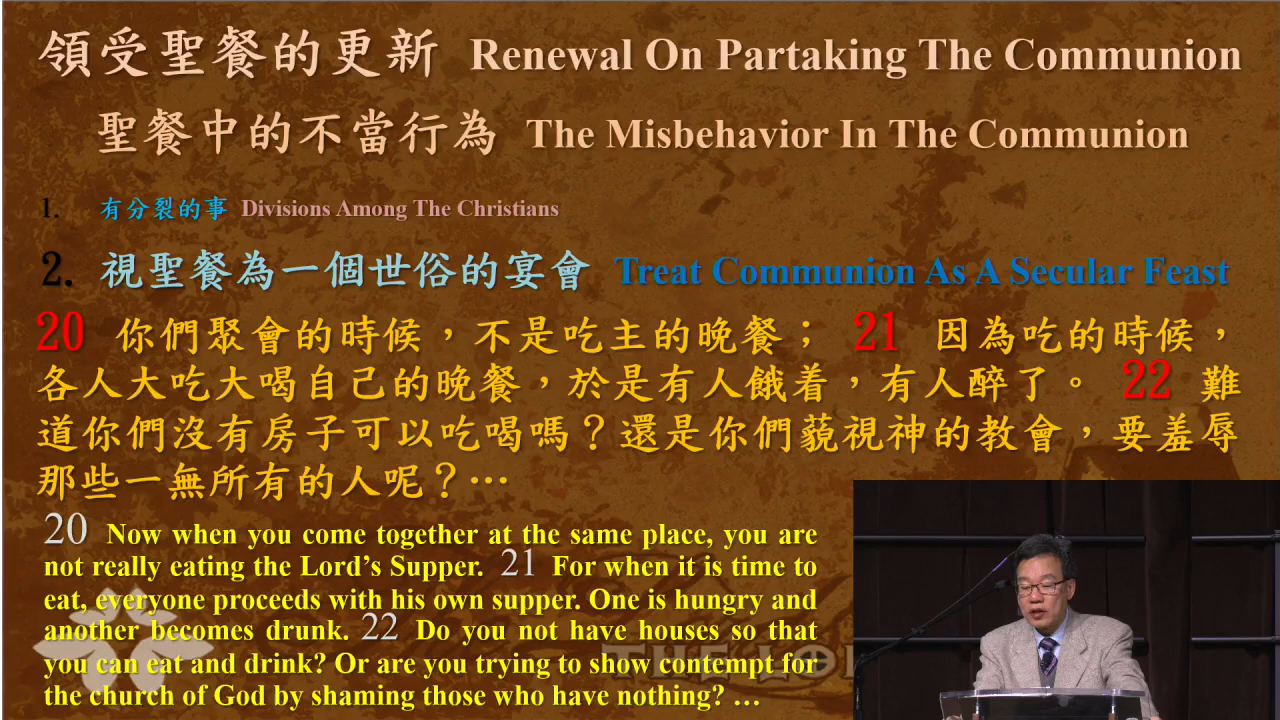 領受聖餐的更新 Renewal On Partaking The Communion
聖餐中的不當行為 The Misbehavior In The Communion
1. 有分裂的事 Divisions Among The Christians
2. 視聖餐為一個世俗的宴會 Treat Communion As A Secular Feast
20 你們聚會的時候，不是吃主的晚餐； 21 因為吃的時候，
各人大吃大喝自己的晚餐，於是有人餓着，有人醉了。 22 難
道你們沒有房子可以吃喝嗎？還是你們藐視神的教會，要羞辱
那些一無所有的人呢？…
20 Now when you come together at the same place, you are
not really eating the Lord’s Supper. 21 For when it is time to
eat, everyone proceeds with his own supper. One is hungry and
another becomes drunk. 22 Do you not have houses so that
you can eat and drink? Or are you trying to show contempt for
the church of God by shaming those who have nothing? …
THE LO